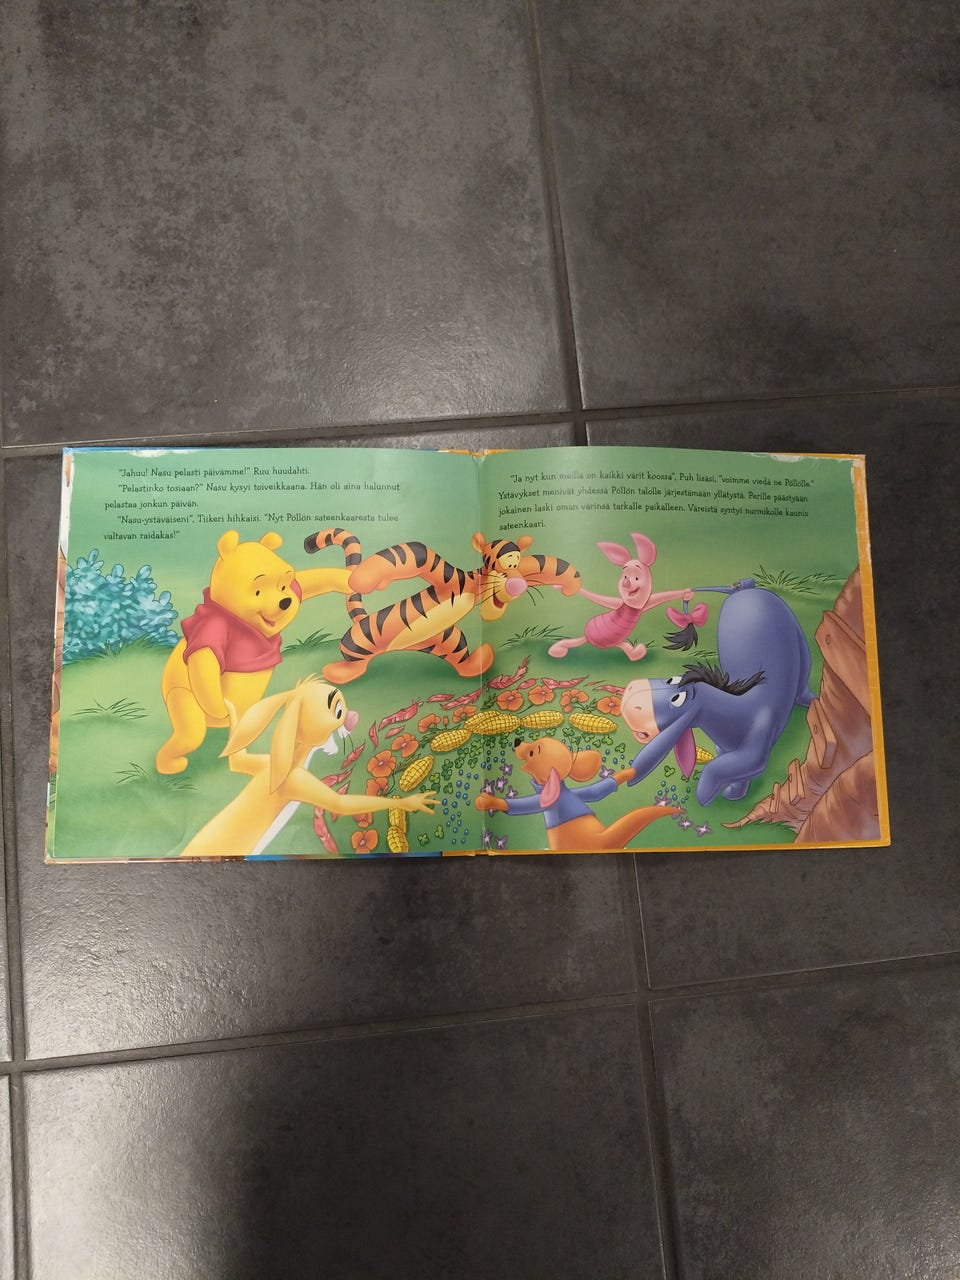 "Jahuu! Nasu pelasti päivämme!" Ruu huudahti.
"Pelastinko tosiaan?" Nasu kysyi toiveikkaana. Hän oli aina halunnut
pelastaa jonkun päivän.
"Nasu-ystäväiseni", Tiikeri hihkaisi. "Nyt Pöllön sateenkaaresta tulee
valtavan raidakas!"
"Ja nyt kun meillä on kaikki värit koossa", Puh lisäsi, "voimme viedä ne Pöllölle."
Ystävykset menivät yhdessä Pöllön talolle järjestämään yllätystä. Perille päästyään
jokainen laski oman värinsä tarkalle paikalleen. Väreistä syntyi nurmikolle kaunis
sateenkaari.